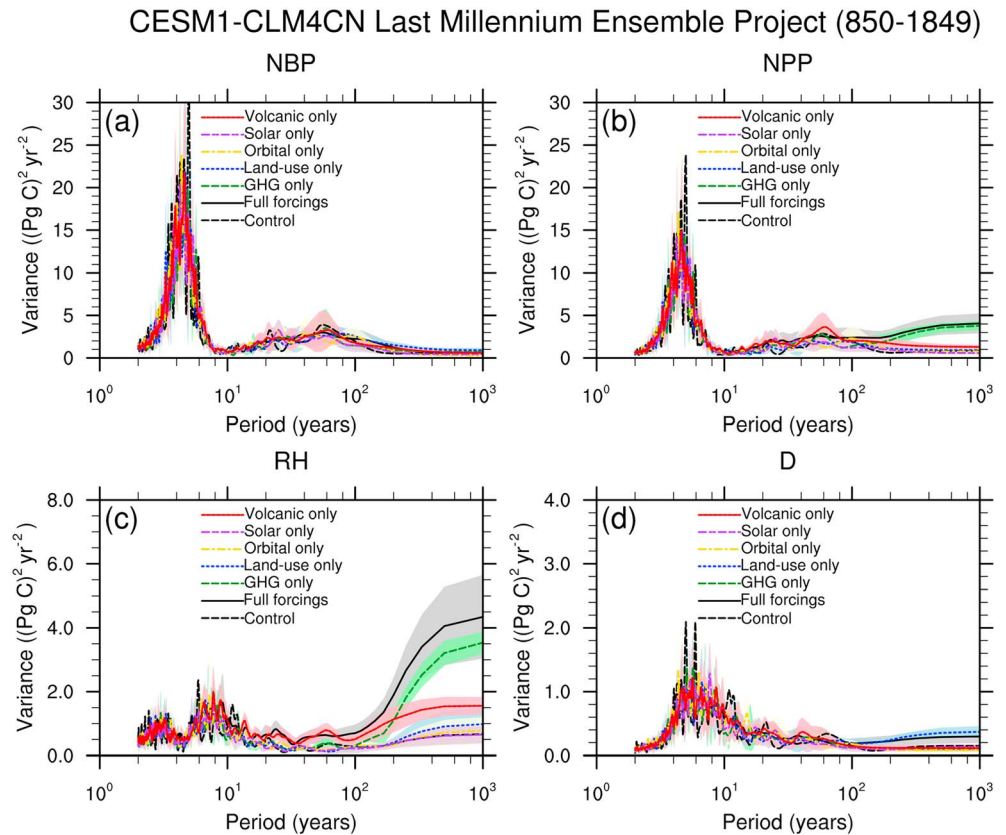 CESM1-CLM4CN Last Millennium Ensemble Project (850-1849)
NBP
NPP
(a)
Volcanic only
Solar only
Orbital only
Land-use only
GHG only
Full forcings
Control
30
25
20
15
10
5
0
Variance ((Pg C)² yr⁻²)
10⁰ 10¹ 10² 10³
Period (years)
(b)
Volcanic only
Solar only
Orbital only
Land-use only
GHG only
Full forcings
Control
30
25
20
15
10
5
0
Variance ((Pg C)² yr⁻²)
10⁰ 10¹ 10² 10³
Period (years)
RH
D
(c)
Volcanic only
Solar only
Orbital only
Land-use only
GHG only
Full forcings
Control
8.0
6.0
4.0
2.0
0.0
Variance ((Pg C)² yr⁻²)
10⁰ 10¹ 10² 10³
Period (years)
(d)
Volcanic only
Solar only
Orbital only
Land-use only
GHG only
Full forcings
Control
4.0
3.0
2.0
1.0
0.0
Variance ((Pg C)² yr⁻²)
10⁰ 10¹ 10² 10³
Period (years)